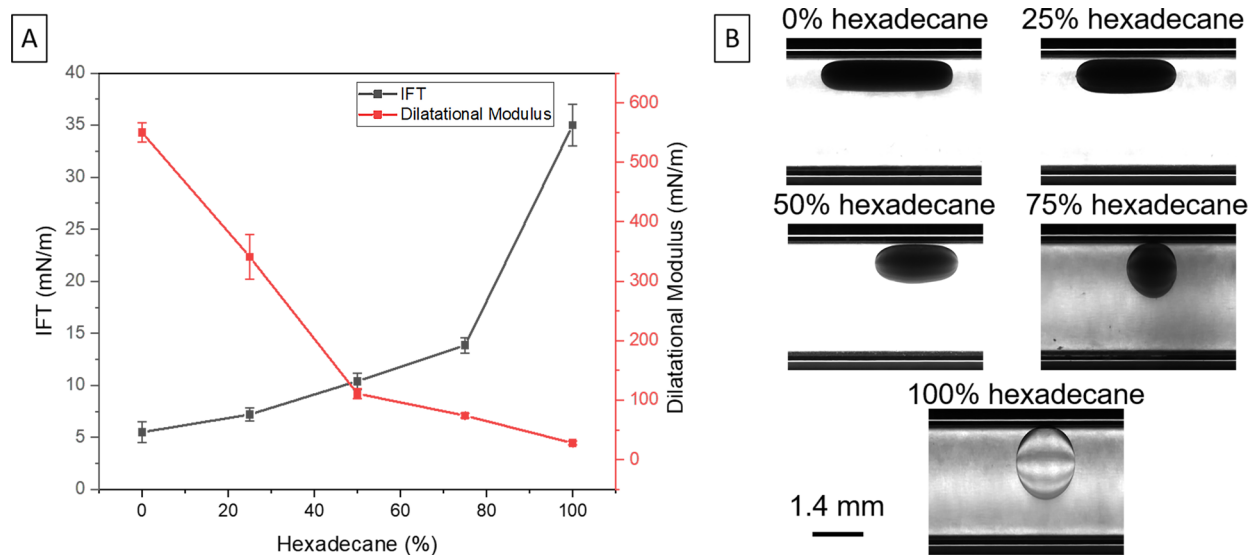 A
40
35
30
25
20
15
10
5
0
IFT (mN/m)
IFT
Dilatational Modulus
600
500
400
300
200
100
0
Dilatational Modulus (mN/m)
0
20
40
60
80
100
Hexadecane (%)
B
0% hexadecane
25% hexadecane
50% hexadecane
75% hexadecane
100% hexadecane
1.4 mm